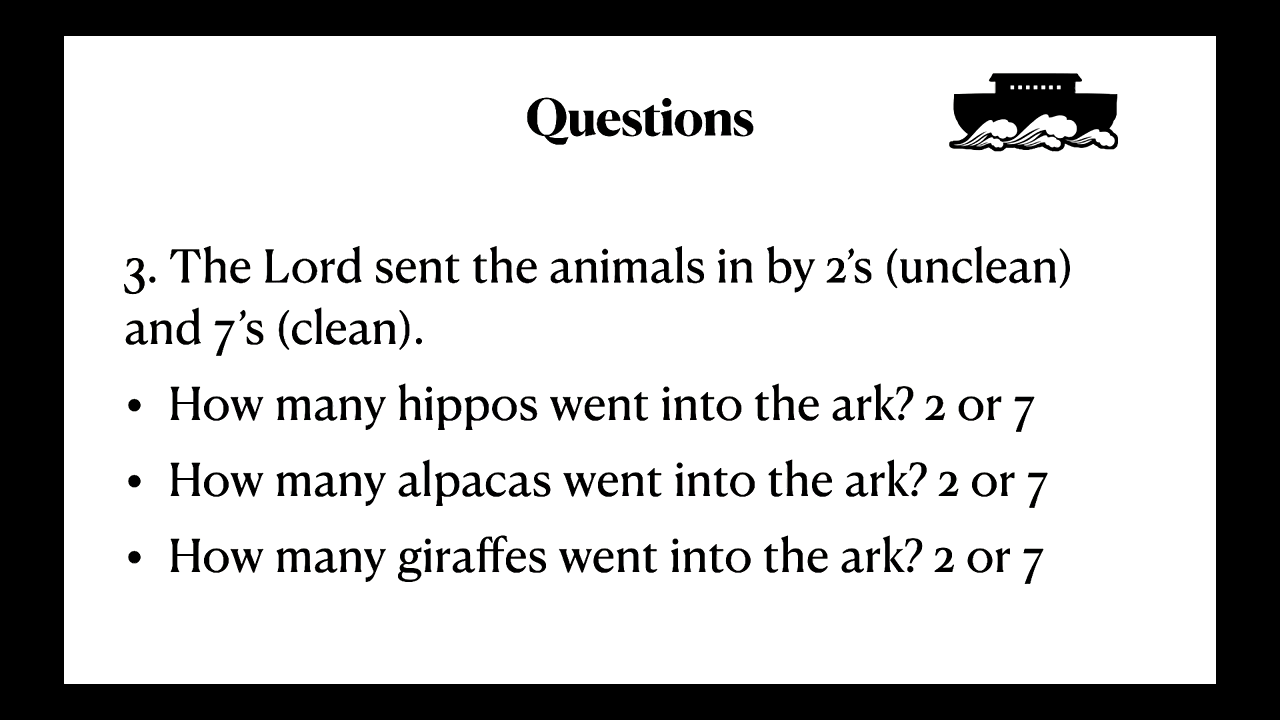 Questions
3. The Lord sent the animals in by 2’s (unclean)
and 7’s (clean).
• How many hippos went into the ark? 2 or 7
• How many alpacas went into the ark? 2 or 7
• How many giraffes went into the ark? 2 or 7